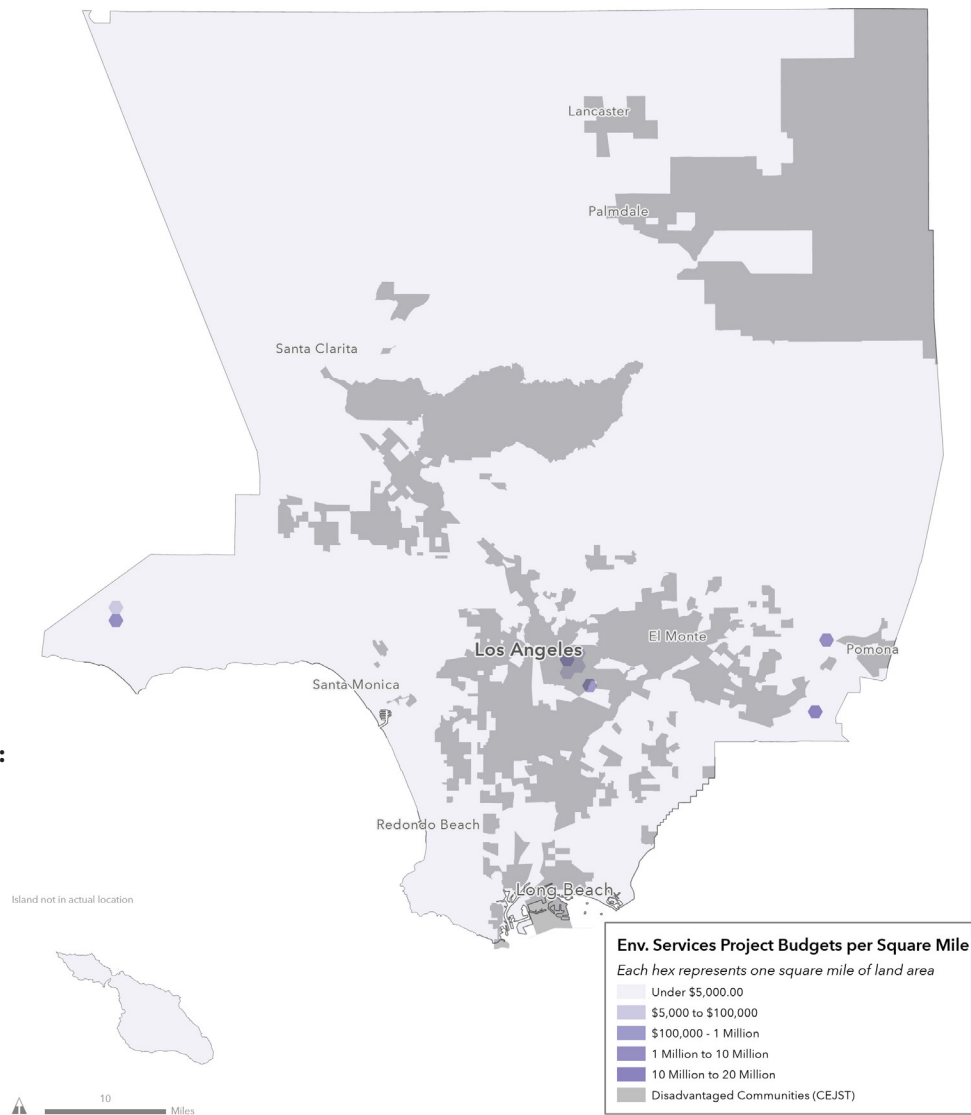 Lancaster
Palmdale
Santa Clarita
Los Angeles
El Monte
Pomona
Santa Monica
:
Redondo Beach
Long Beach
Island not in actual location
Env. Services Project Budgets per Square Mile
Each hex represents one square mile of land area
Under $5,000.00
$5,000 to $100,000
$100,000 - 1 Million
1 Million to 10 Million
10 Million to 20 Million
Disadvantaged Communities (CEJST)
10
Miles